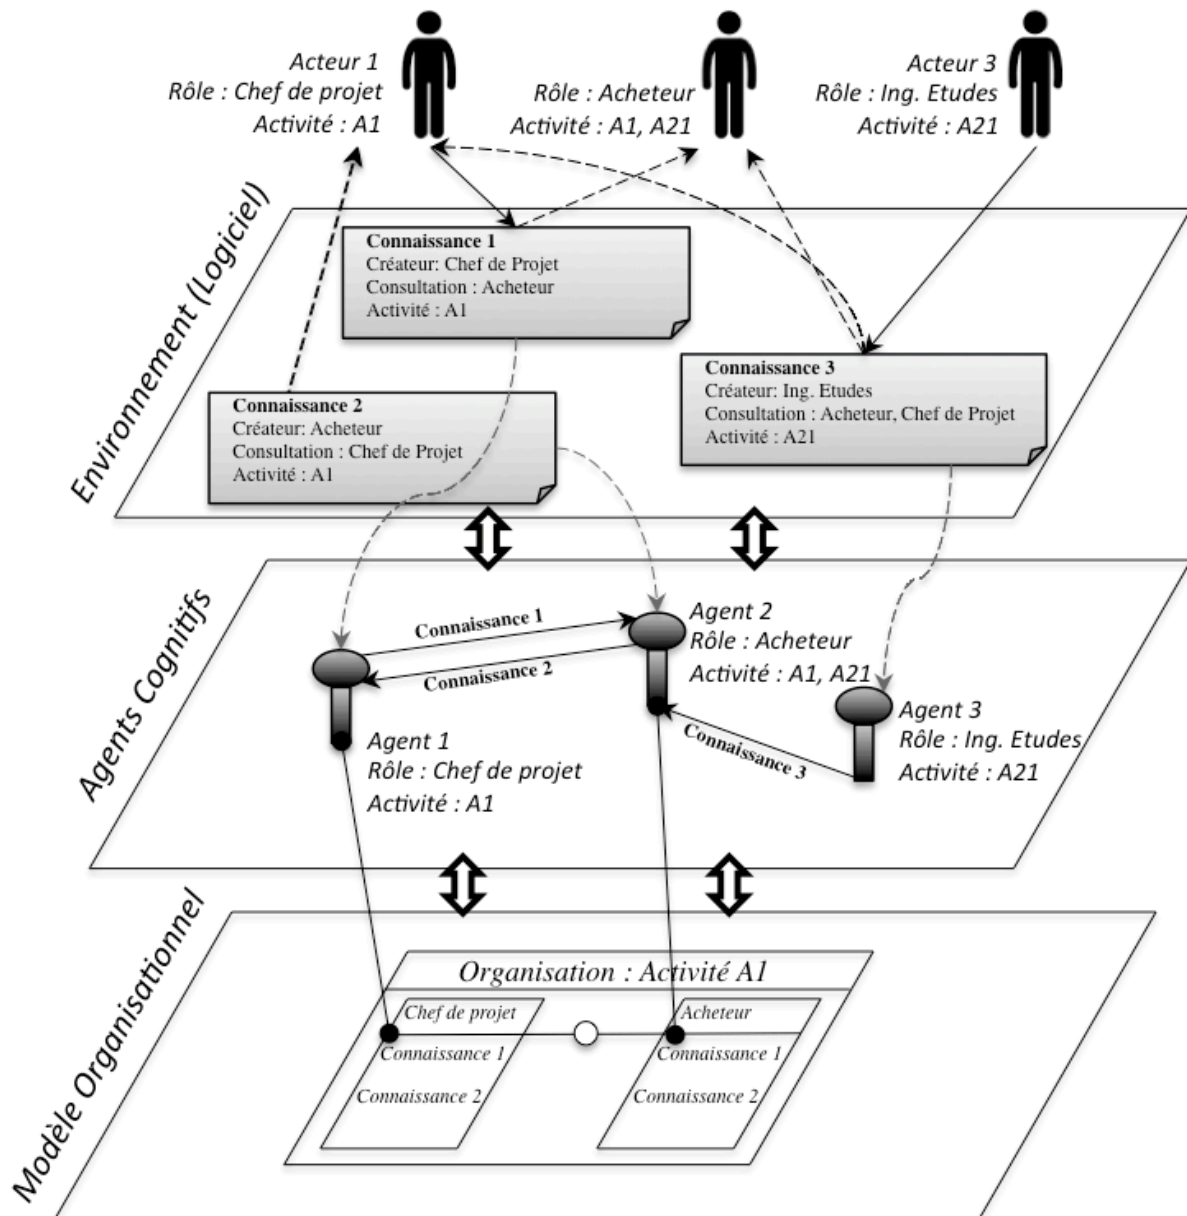 Acteur 1
Rôle : Chef de projet
Activité : A1
Rôle : Acheteur
Activité : A1, A21
Acteur 3
Rôle : Ing. Etudes
Activité : A21
Environnement (Logiciel)
Connaissance 1
Créateur: Chef de Projet
Consultation : Acheteur
Activité : A1
Connaissance 2
Créateur: Acheteur
Consultation : Chef de Projet
Activité : A1
Connaissance 3
Créateur: Ing. Etudes
Consultation : Acheteur, Chef de Projet
Activité : A21
Agents Cognitifs
Connaissance 1
Connaissance 2
Agent 2
Rôle : Acheteur
Activité : A1, A21
Connaissance 3
Agent 3
Rôle : Ing. Etudes
Activité : A21
Agent 1
Rôle : Chef de projet
Activité : A1
Modèle Organisationnel
Organisation : Activité A1
Chef de projet
Connaissance 1
Connaissance 2
Acheteur
Connaissance 1
Connaissance 2